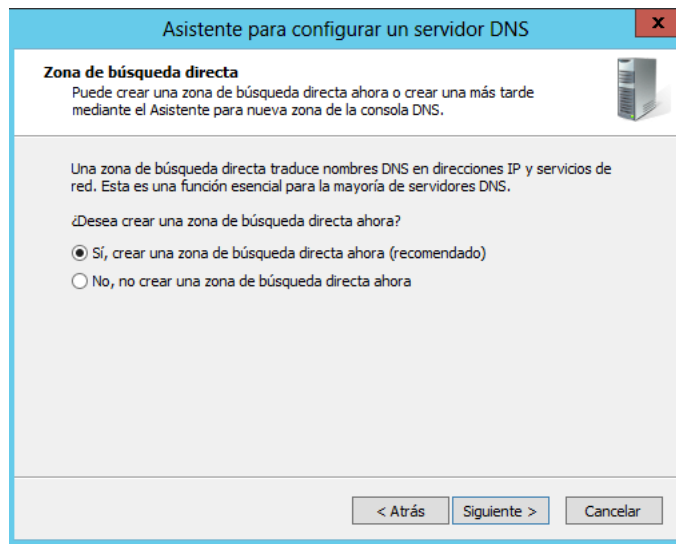 Asistente para configurar un servidor DNS
x
Zona de búsqueda directa
Puede crear una zona de búsqueda directa ahora o crear una más tarde
mediante el Asistente para nueva zona de la consola DNS.
Una zona de búsqueda directa traduce nombres DNS en direcciones IP y servicios de
red. Esta es una función esencial para la mayoría de servidores DNS.
¿Desea crear una zona de búsqueda directa ahora?
Sí, crear una zona de búsqueda directa ahora (recomendado)
No, no crear una zona de búsqueda directa ahora
< Atrás
Siguiente >
Cancelar